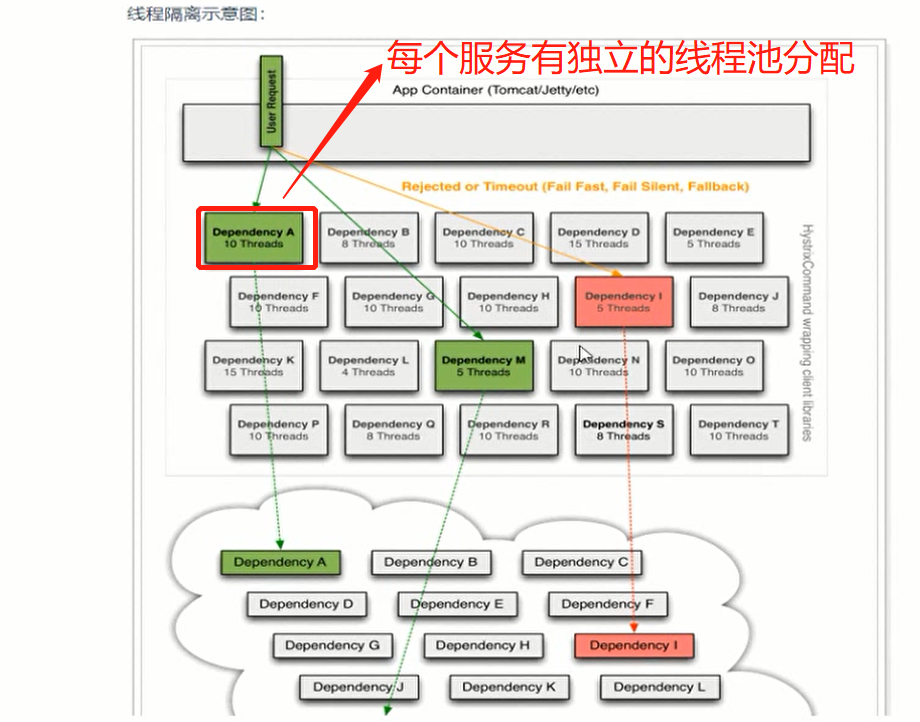 线程隔离示意图：
每个服务有独立的线程池分配
App Container (Tomcat/Jetty/etc)
User Request
Rejected or Timeout (Fail Fast, Fail Silent, Fallback)
Dependency A
10 Threads
Dependency B
8 Threads
Dependency C
10 Threads
Dependency D
15 Threads
Dependency E
5 Threads
Dependency F
10 Threads
Dependency G
10 Threads
Dependency H
10 Threads
Dependency I
5 Threads
Dependency J
8 Threads
Dependency K
15 Threads
Dependency L
4 Threads
Dependency M
5 Threads
Dependency N
10 Threads
Dependency O
10 Threads
Dependency P
10 Threads
Dependency Q
8 Threads
Dependency R
10 Threads
Dependency S
8 Threads
Dependency T
10 Threads
HystrixCommand wrapping client libraries
Dependency A
Dependency B
Dependency C
Dependency D
Dependency E
Dependency F
Dependency G
Dependency H
Dependency I
Dependency J
Dependency K
Dependency L